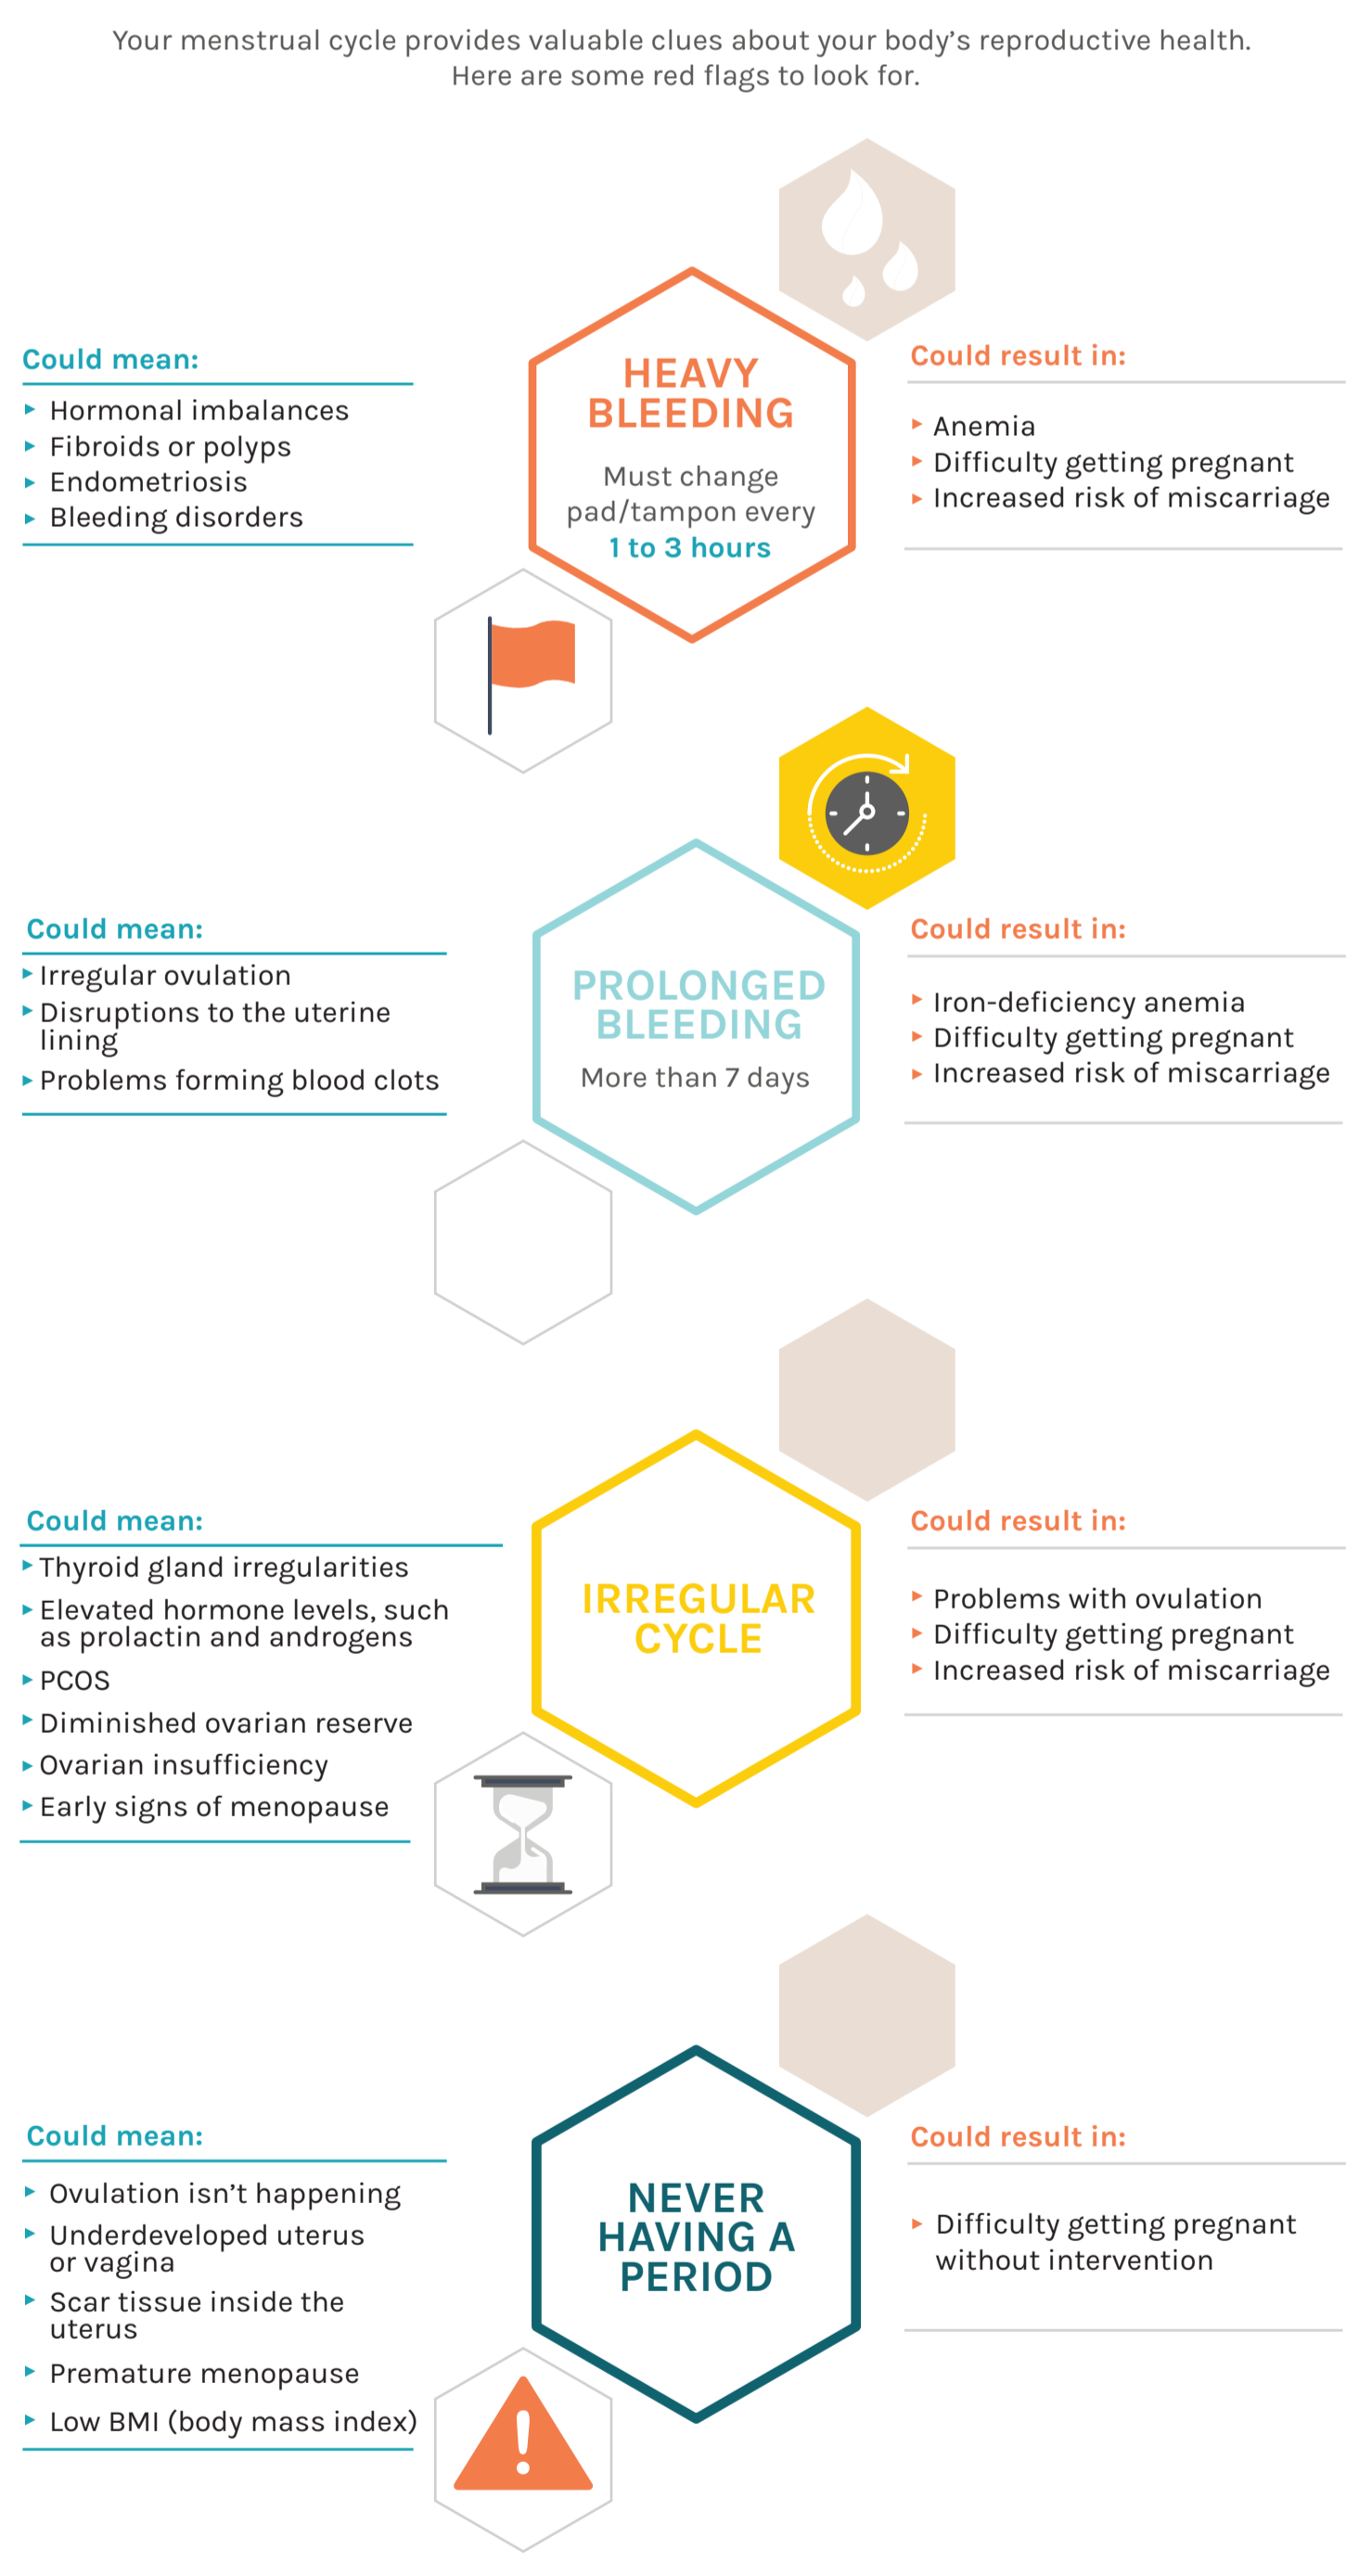 Your menstrual cycle provides valuable clues about your body’s reproductive health.
Here are some red flags to look for.
Could mean:
Hormonal imbalances
Fibroids or polyps
Endometriosis
Bleeding disorders
HEAVY
BLEEDING
Must change
pad/tampon every
1 to 3 hours
Could result in:
Anemia
Difficulty getting pregnant
Increased risk of miscarriage
Could mean:
Irregular ovulation
Disruptions to the uterine
lining
Problems forming blood clots
PROLONGED
BLEEDING
More than 7 days
Could result in:
Iron-deficiency anemia
Difficulty getting pregnant
Increased risk of miscarriage
Could mean:
Thyroid gland irregularities
Elevated hormone levels, such
as prolactin and androgens
PCOS
Diminished ovarian reserve
Ovarian insufficiency
Early signs of menopause
IRREGULAR
CYCLE
Could result in:
Problems with ovulation
Difficulty getting pregnant
Increased risk of miscarriage
Could mean:
Ovulation isn’t happening
Underdeveloped uterus
or vagina
Scar tissue inside the
uterus
Premature menopause
Low BMI (body mass index)
NEVER
HAVING A
PERIOD
Could result in:
Difficulty getting pregnant
without intervention